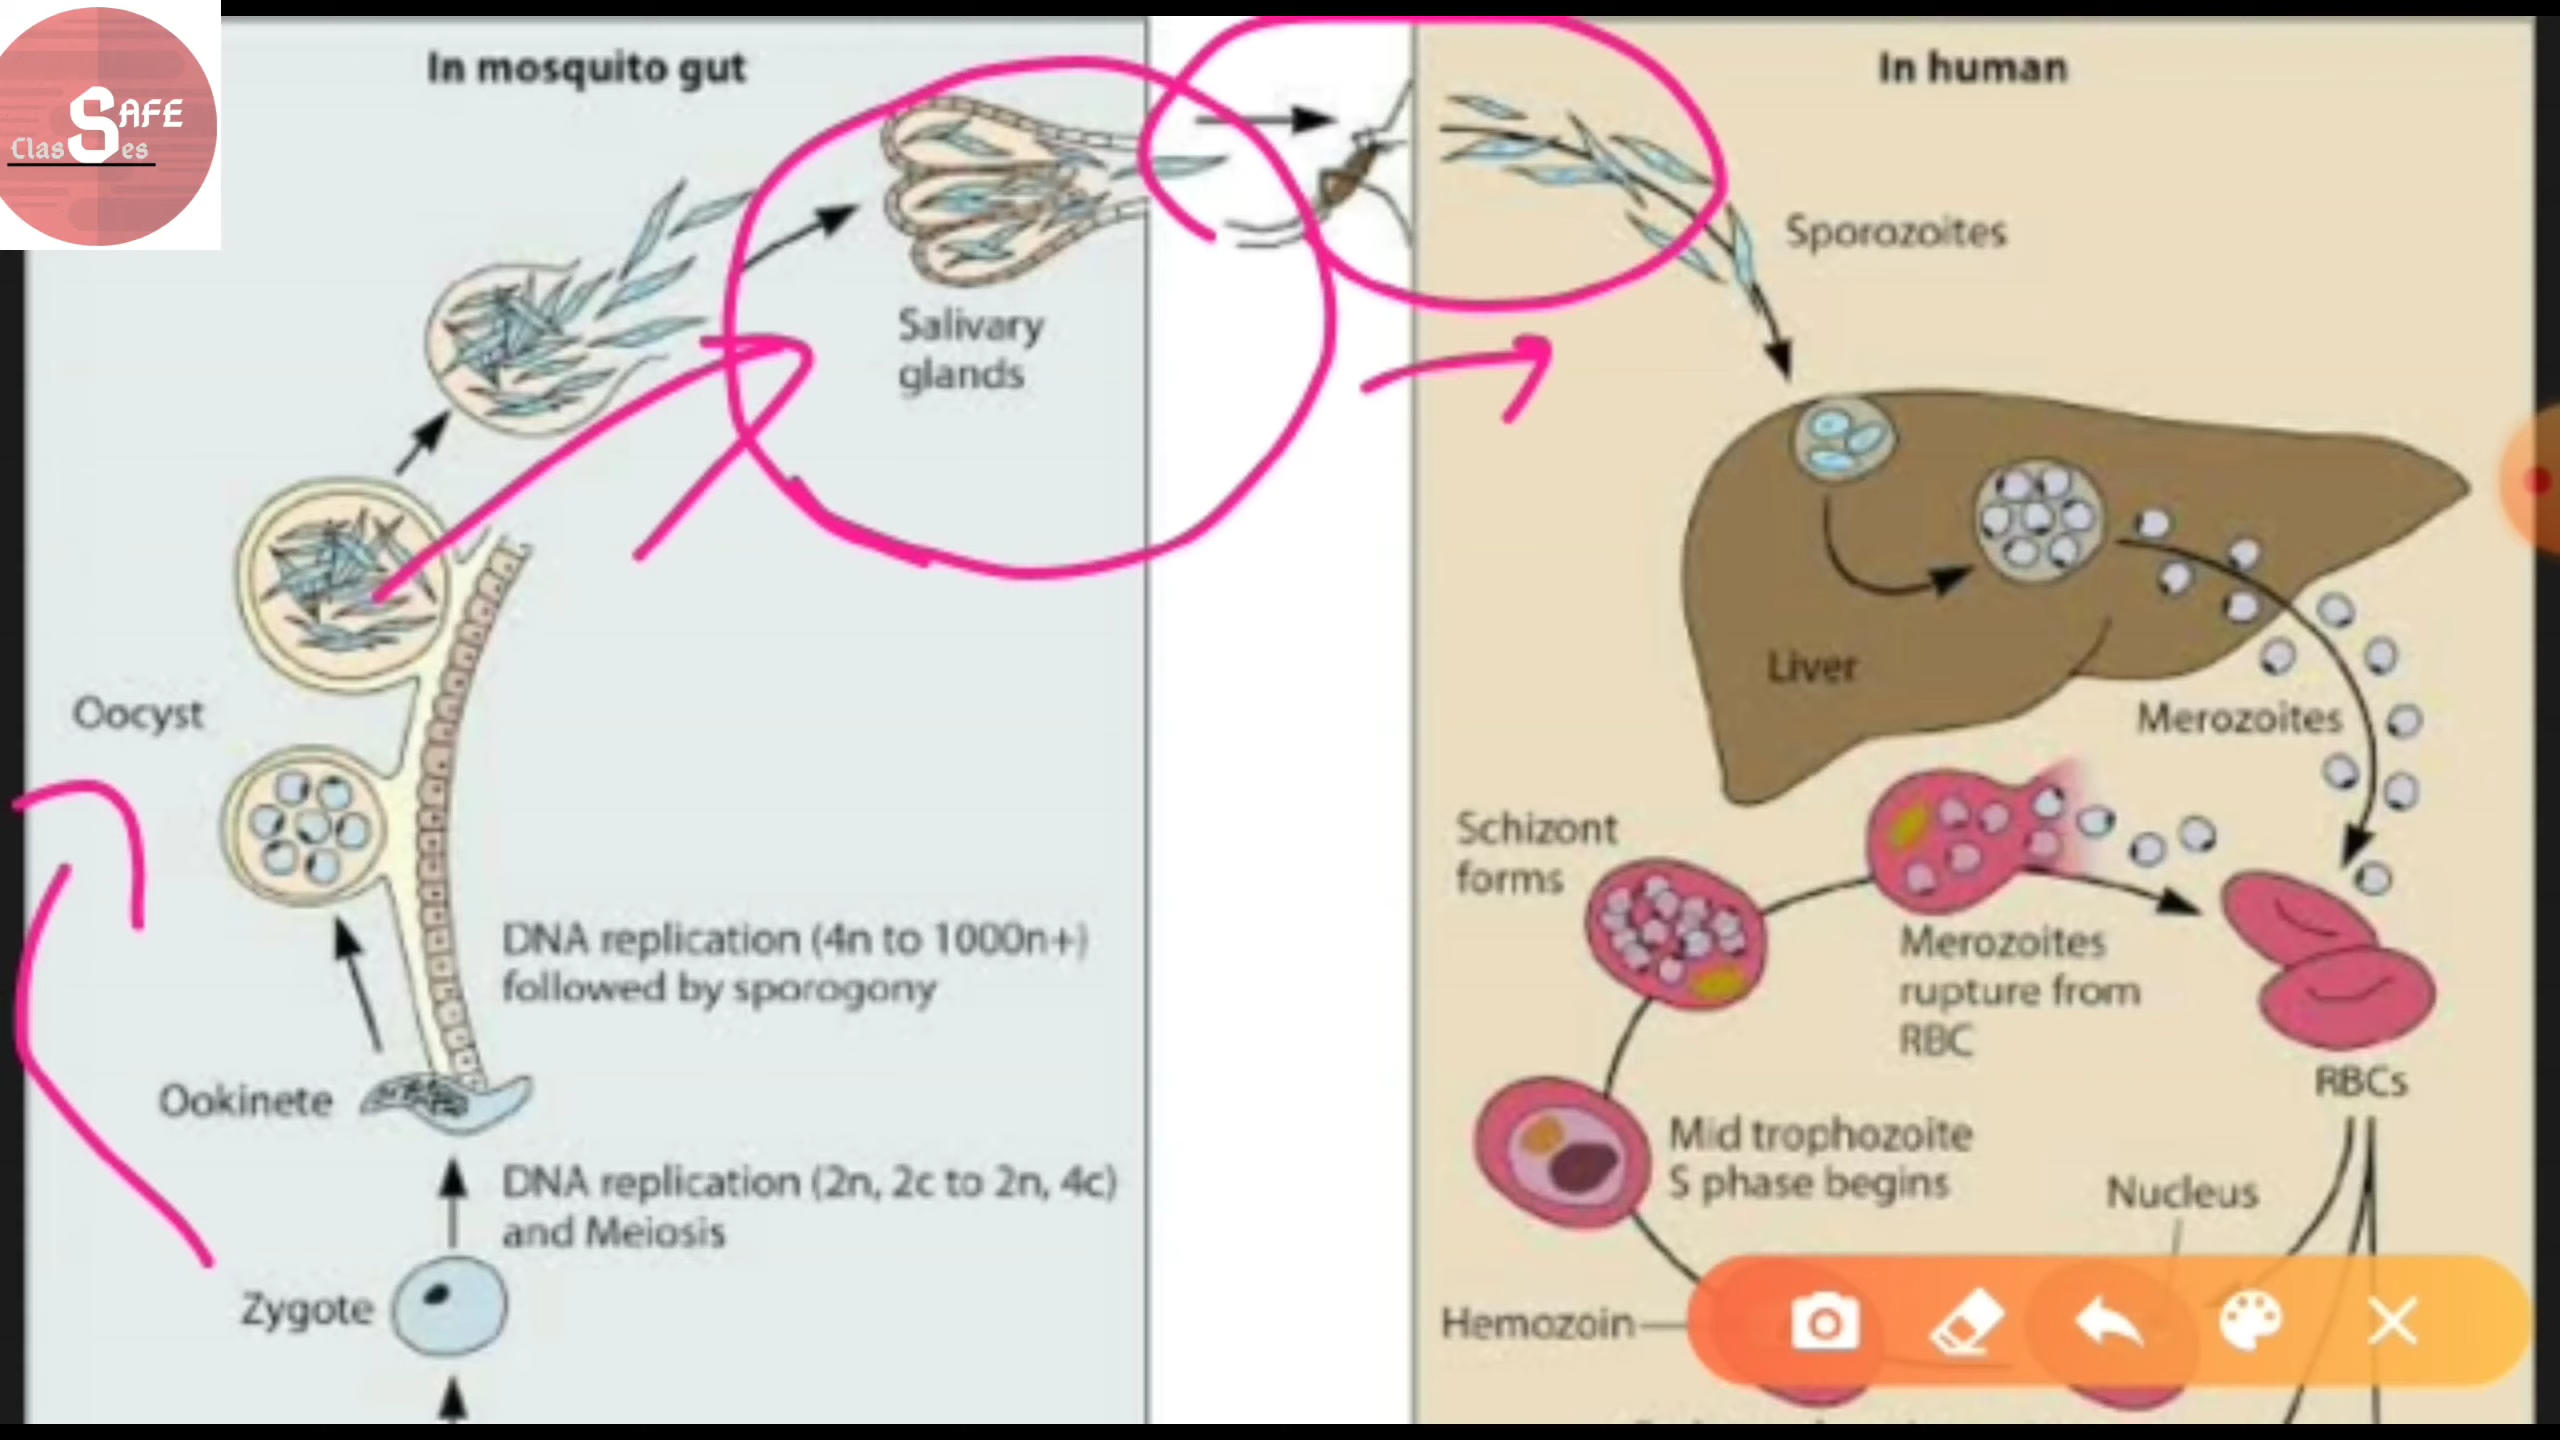 SAFE
Classes
In mosquito gut
In human
Sporozoites
Salivary
glands
Liver
Oocyst
Merozoites
Schizont
forms
DNA replication (4n to 1000n+)
followed by sporogony
Merozoites
rupture from
RBC
RBCs
Ookinete
Mid trophozoite
S phase begins
DNA replication (2n, 2c to 2n, 4c)
and Meiosis
Nucleus
Zygote
Hemozoin